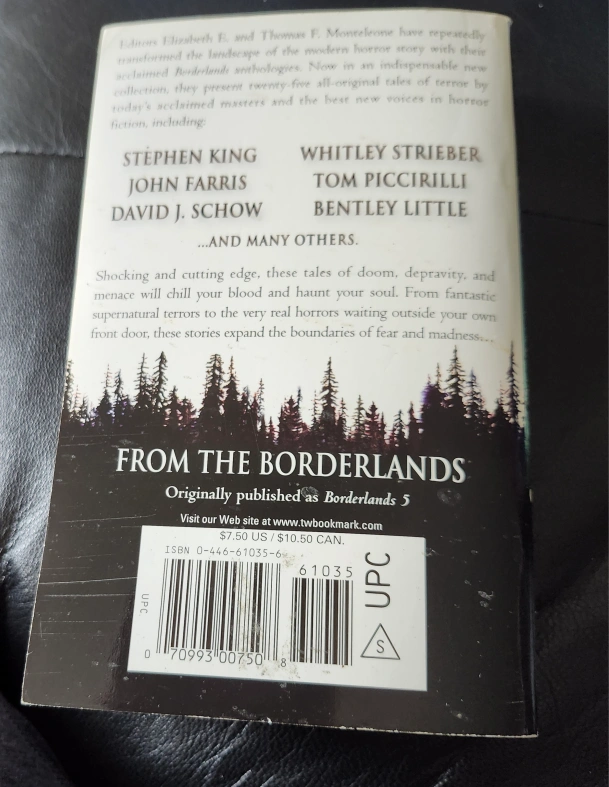 Editors Elizabeth E. and Thomas F. Monteleone have repeatedly
transformed the landscape of the modern horror story with their
acclaimed Borderlands anthologies. Now in an indispensable new
collection, they present twenty-five all-original tales of terror by
today's acclaimed masters and the best new voices in horror
fiction, including:
STEPHEN KING WHITLEY STRIEBER
JOHN FARRIS TOM PICCIRILLI
DAVID J. SCHOW BENTLEY LITTLE
...AND MANY OTHERS.
Shocking and cutting edge, these tales of doom, depravity, and
menace will chill your blood and haunt your soul. From fantastic
supernatural terrors to the very real horrors waiting outside your own
front door, these stories expand the boundaries of fear and madness...
FROM THE BORDERLANDS
Originally published as Borderlands 5
Visit our Web site at www.twbookmark.com
$7.50 US / $10.50 CAN.
ISBN 0-446-61035-6
61035
UPC
UPC
S
0 70993 00750 8